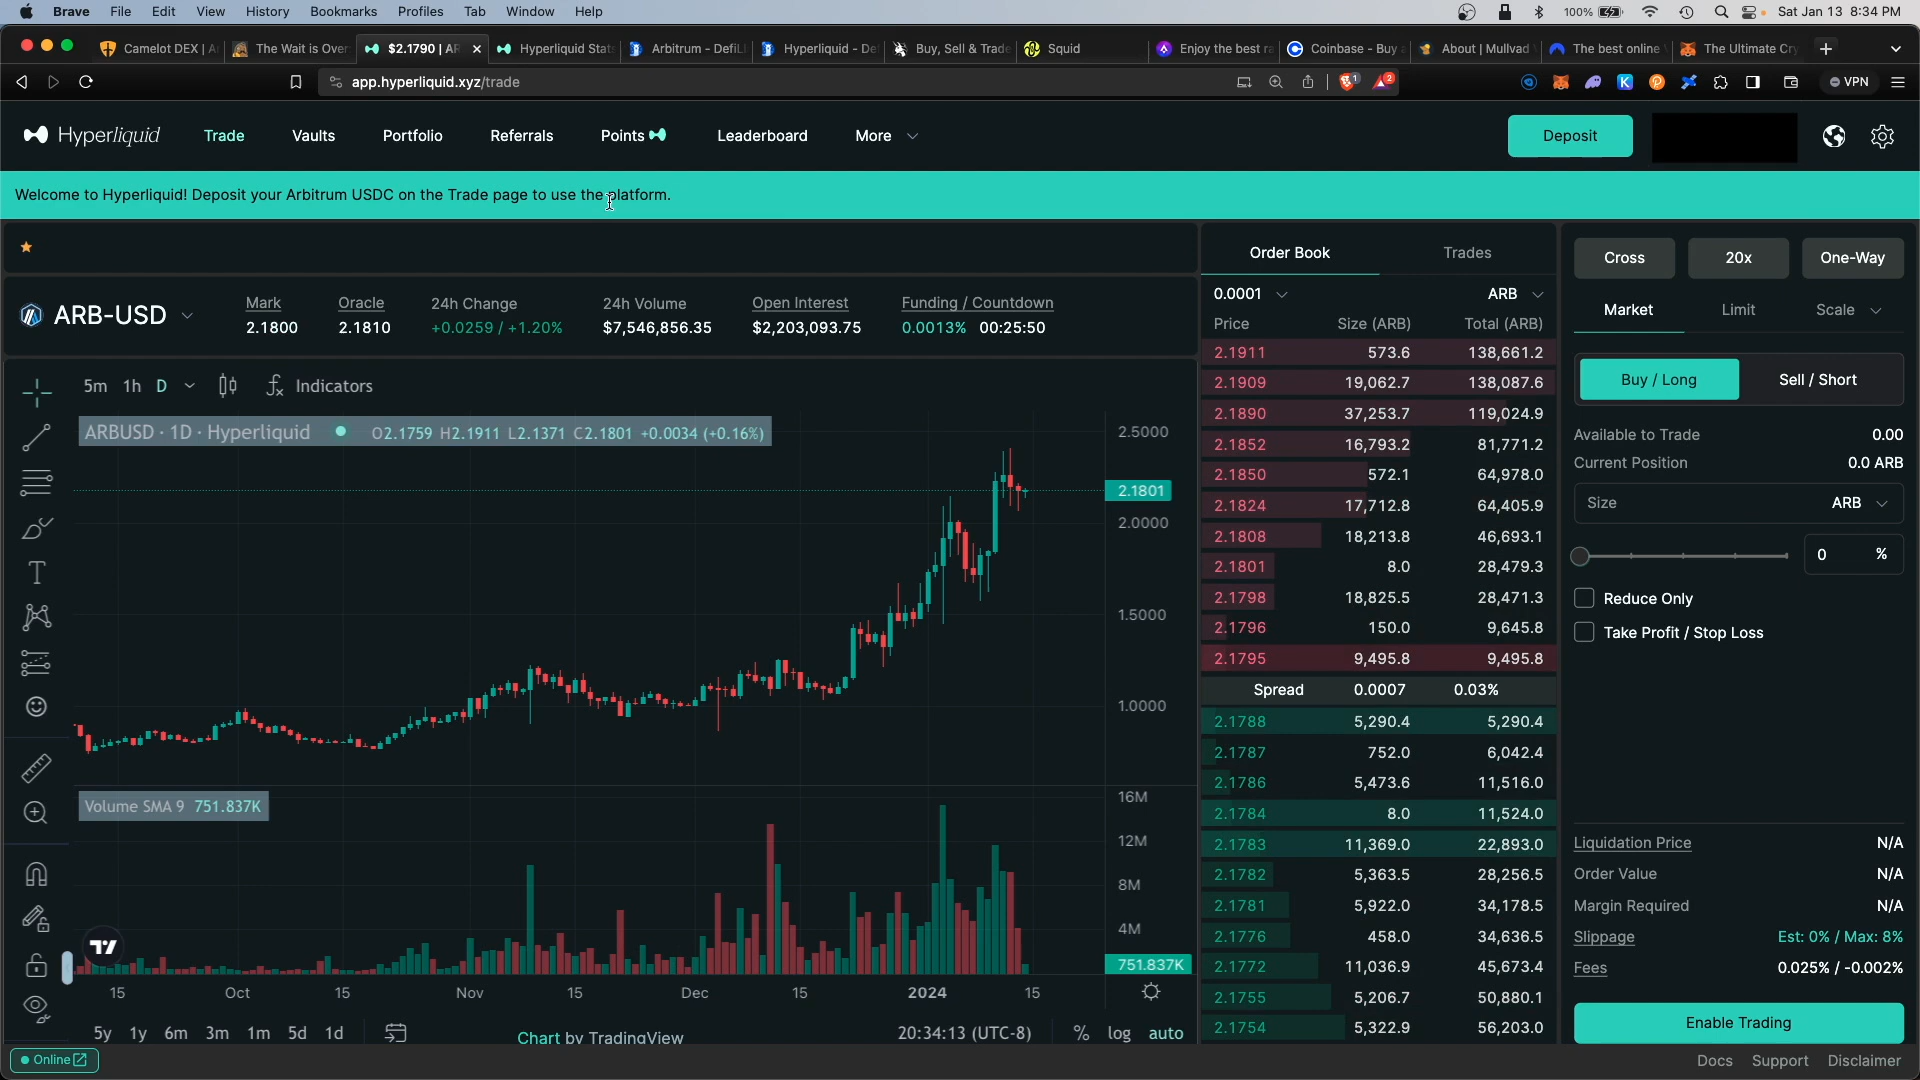 Brave File Edit View History Bookmarks Profiles Tab Window Help 100% Sat Jan 13 8:34 PM
Camelot DEX | A The Wait is Over $2.1790 | AR Hyperliquid Stat Arbitrum - DefiL Hyperliquid - De Buy, Sell & Trade Squid Enjoy the best ra Coinbase - Buy a About | Mullvad The best online The Ultimate Cry
app.hyperliquid.xyz/trade 1 2 VPN
Hyperliquid Trade Vaults Portfolio Referrals Points Leaderboard More Deposit
Welcome to Hyperliquid! Deposit your Arbitrum USDC on the Trade page to use the platform.
ARB-USD
Mark Oracle 24h Change 24h Volume Open Interest Funding / Countdown
2.1800 2.1810 +0.0259 / +1.20% $7,546,856.35 $2,203,093.75 0.0013% 00:25:50
5m 1h D Indicators
ARBUSD · 1D · Hyperliquid O2.1759 H2.1911 L2.1371 C2.1801 +0.0034 (+0.16%)
2.5000
2.1801
2.0000
1.5000
1.0000
Volume SMA 9 751.837K
16M
12M
8M
4M
751.837K
15 Oct 15 Nov 15 Dec 15 2024 15
5y 1y 6m 3m 1m 5d 1d 20:34:13 (UTC-8) % log auto
Chart by TradingView
Order Book Trades
0.0001 ARB
Price Size (ARB) Total (ARB)
2.1911 573.6 138,661.2
2.1909 19,062.7 138,087.6
2.1890 37,253.7 119,024.9
2.1852 16,793.2 81,771.2
2.1850 572.1 64,978.0
2.1824 17,712.8 64,405.9
2.1808 18,213.8 46,693.1
2.1801 8.0 28,479.3
2.1798 18,825.5 28,471.3
2.1796 150.0 9,645.8
2.1795 9,495.8 9,495.8
Spread 0.0007 0.03%
2.1788 5,290.4 5,290.4
2.1787 752.0 6,042.4
2.1786 5,473.6 11,516.0
2.1784 8.0 11,524.0
2.1783 11,369.0 22,893.0
2.1782 5,363.5 28,256.5
2.1781 5,922.0 34,178.5
2.1776 458.0 34,636.5
2.1772 11,036.9 45,673.4
2.1755 5,206.7 50,880.1
2.1754 5,322.9 56,203.0
Cross 20x One-Way
Market Limit Scale
Buy / Long Sell / Short
Available to Trade 0.00
Current Position 0.0 ARB
Size ARB
0 %
Reduce Only
Take Profit / Stop Loss
Liquidation Price N/A
Order Value N/A
Margin Required N/A
Slippage Est: 0% / Max: 8%
Fees 0.025% / -0.002%
Enable Trading
Online Docs Support Disclaimer